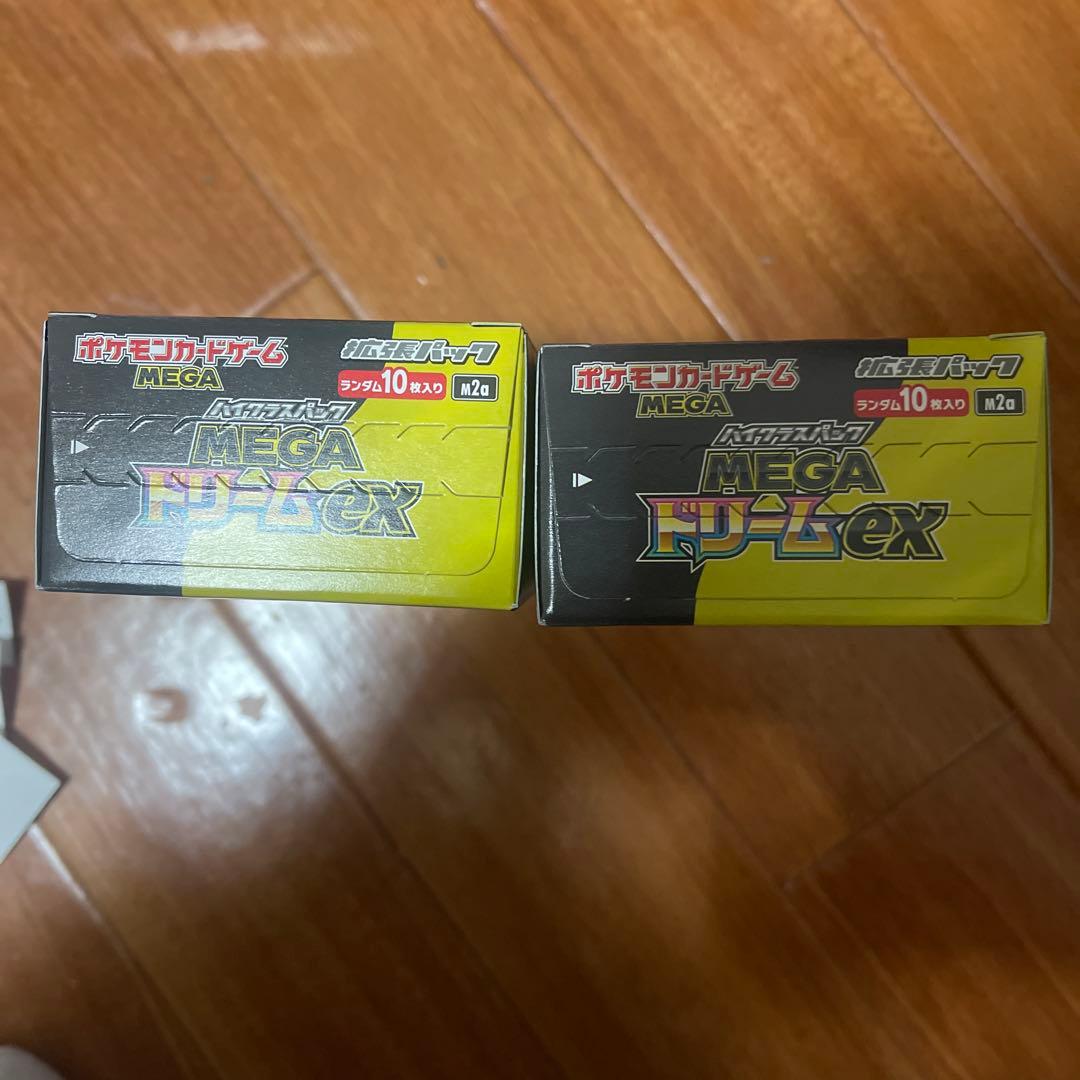 ポケモンカードゲーム
MEGA
拡張パック
ランダム10枚入り M2a
ハイクラスパック
MEGA
ドリームex
ポケモンカードゲーム
MEGA
拡張パック
ランダム10枚入り M2a
ハイクラスパック
MEGA
ドリームex